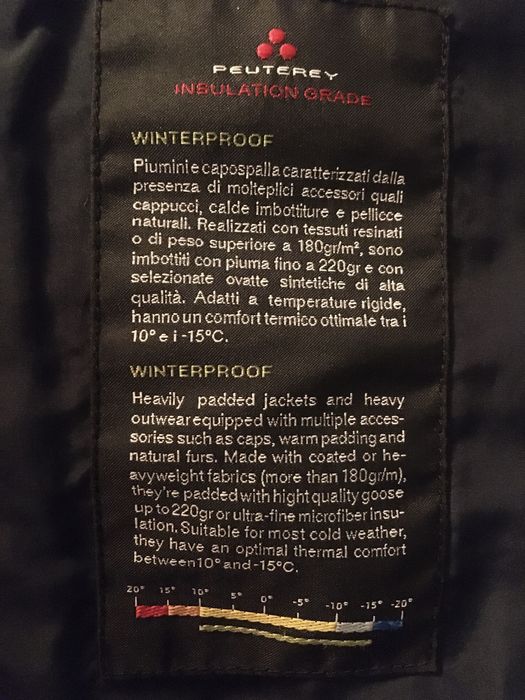 PEUTEREY
INSULATION GRADE
WINTERPROOF
Piumini e capospalla caratterizzati dalla
presenza di molteplici accessori quali
cappucci, calde imbottiture e pellicce
naturali. Realizzati con tessuti resinati
o di peso superiore a 180gr/m², sono
imbottiti con piuma fino a 220gr e con
selezionate ovatte sintetiche di alta
qualità. Adatti a temperature rigide,
hanno un comfort termico ottimale tra i
10° e i -15°C.
WINTERPROOF
Heavily padded jackets and heavy
outwear equipped with multiple acces-
sories such as caps, warm padding and
natural furs. Made with coated or he-
avyweight fabrics (more than 180gr/m),
they're padded with hight quality goose
up to 220gr or ultra-fine microfiber insu-
lation. Suitable for most cold weather,
they have an optimal thermal comfort
between 10° and -15°C.
20° 15° 10° 5° 0° -5° -10° -15° -20°